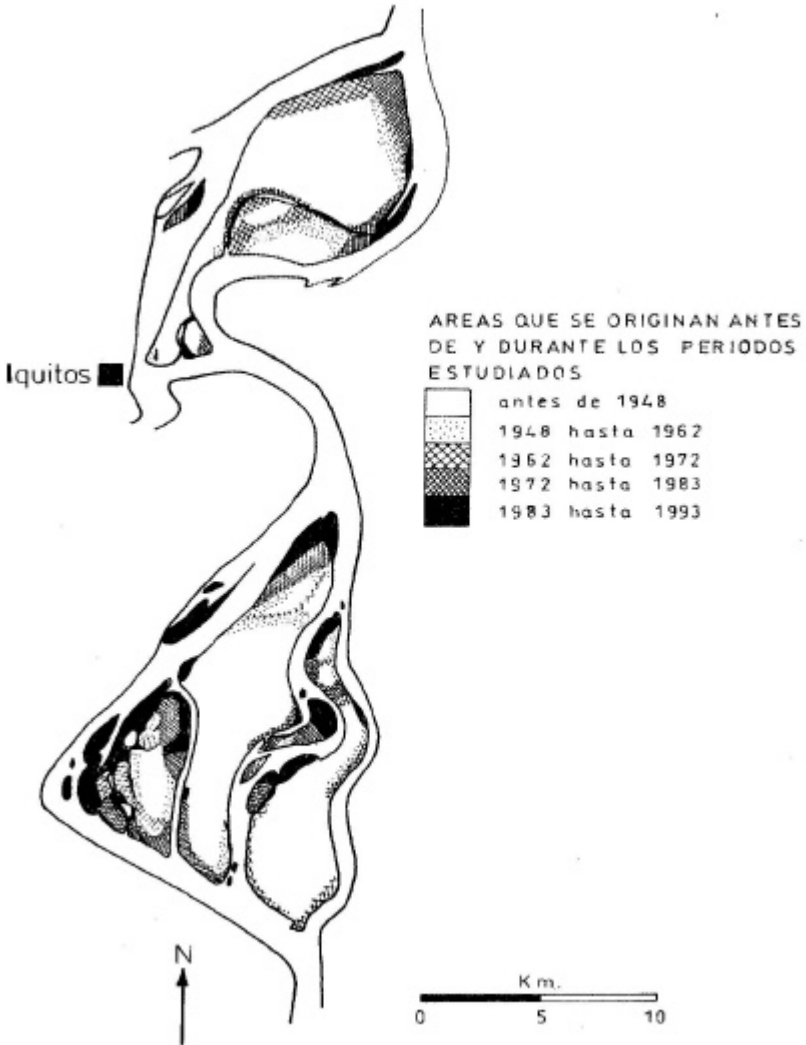 Iquitos
AREAS QUE SE ORIGINAN ANTES
DE Y DURANTE LOS PERIODOS
ESTUDIADOS
antes de 1948
1948 hasta 1962
1962 hasta 1972
1972 hasta 1983
1983 hasta 1993
N
Km.
0 5 10